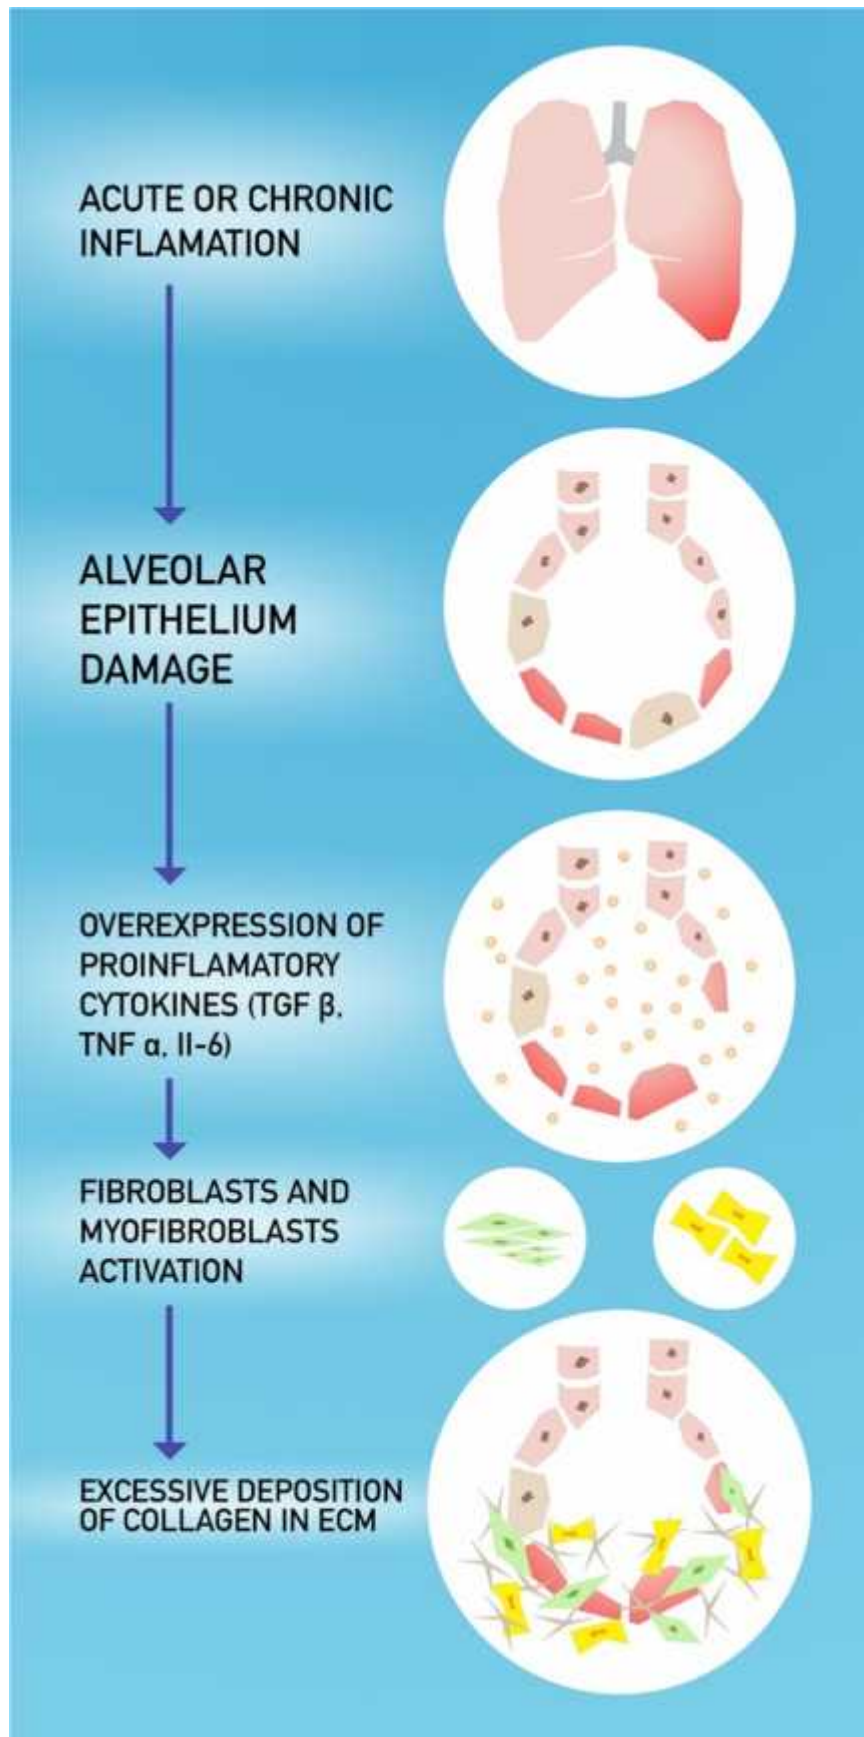 ACUTE OR CHRONIC
INFLAMATION
ALVEOLAR
EPITHELIUM
DAMAGE
OVEREXPRESSION OF
PROINFLAMATORY
CYTOKINES (TGF β,
TNF α, II-6)
FIBROBLASTS AND
MYOFIBROBLASTS
ACTIVATION
EXCESSIVE DEPOSITION
OF COLLAGEN IN ECM